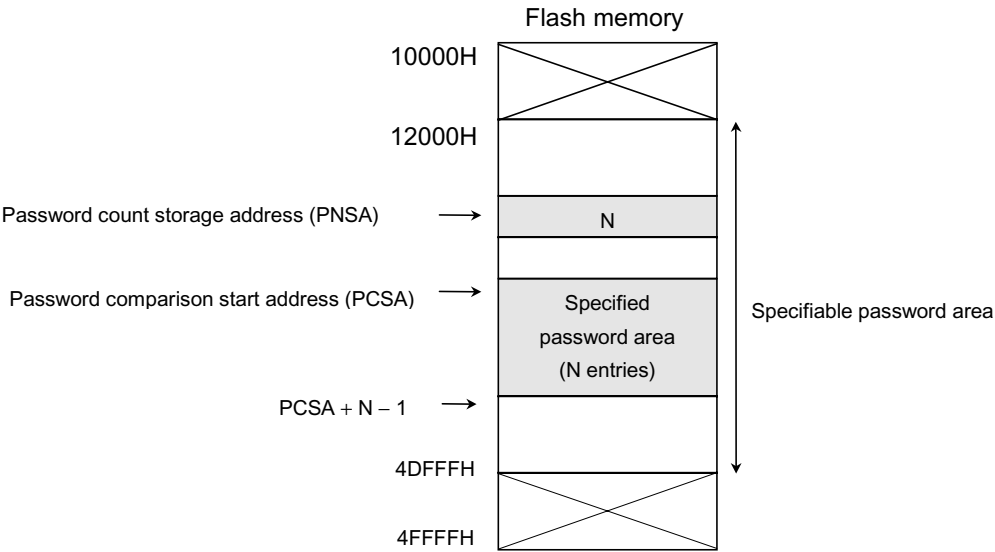 Flash memory
10000H
12000H
Password count storage address (PNSA)
N
Password comparison start address (PCSA)
Specified
password area
(N entries)
Specifiable password area
PCSA + N − 1
4DFFFH
4FFFFH